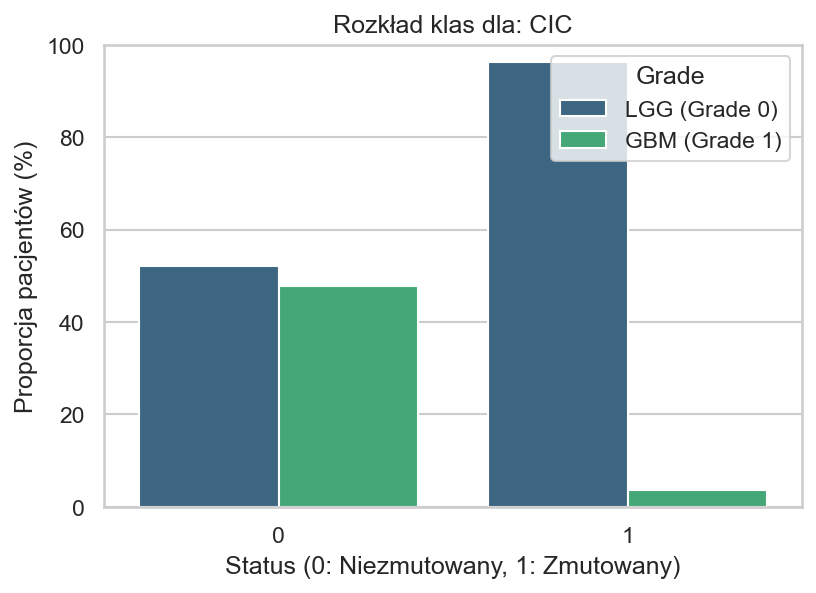 Rozkład klas dla: CIC
Proporcja pacjentów (%)
100
80
60
40
20
0
Grade
LGG (Grade 0)
GBM (Grade 1)
0
1
Status (0: Niezmutowany, 1: Zmutowany)